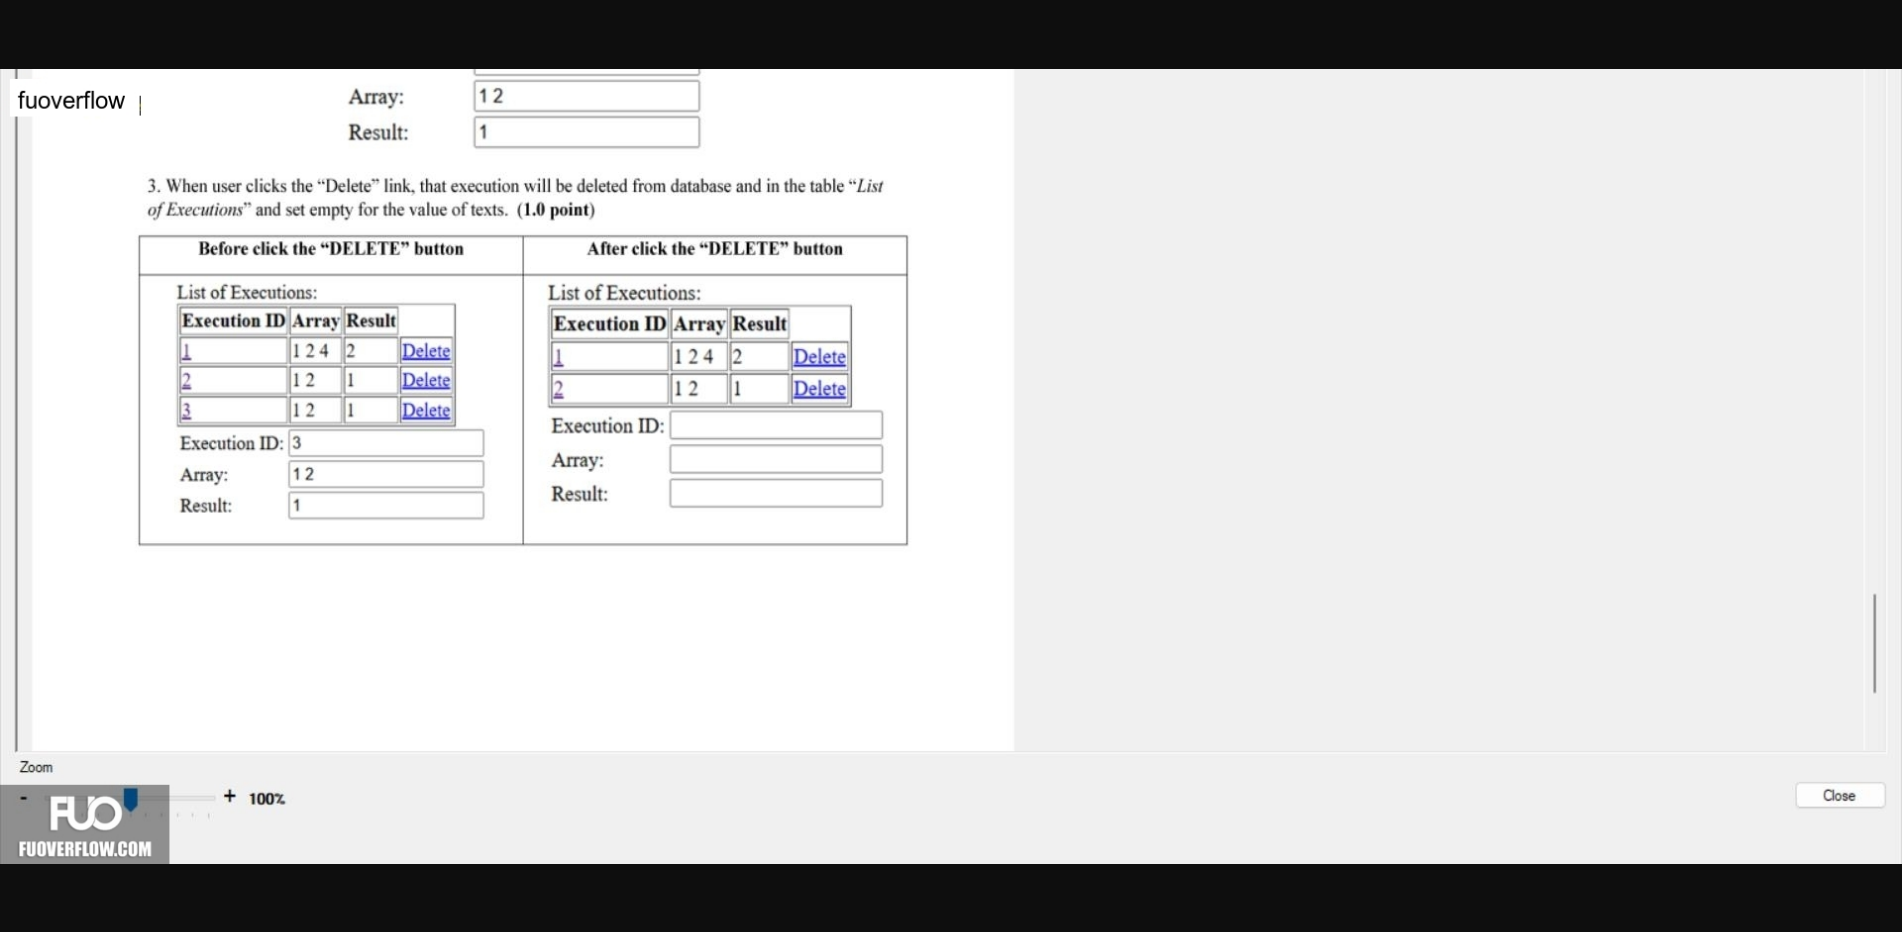 fuoverflow
Array: 1 2
Result: 1
3. When user clicks the “Delete” link, that execution will be deleted from database and in the table “List
of Executions” and set empty for the value of texts. (1.0 point)
Before click the “DELETE” button
List of Executions:
Execution ID Array Result
1 1 2 4 2 Delete
2 1 2 1 Delete
3 1 2 1 Delete
Execution ID: 3
Array: 1 2
Result: 1
After click the “DELETE” button
List of Executions:
Execution ID Array Result
1 1 2 4 2 Delete
2 1 2 1 Delete
Execution ID:
Array:
Result:
Zoom
- + 100%
Close
FUO
FUOVERFLOW.COM